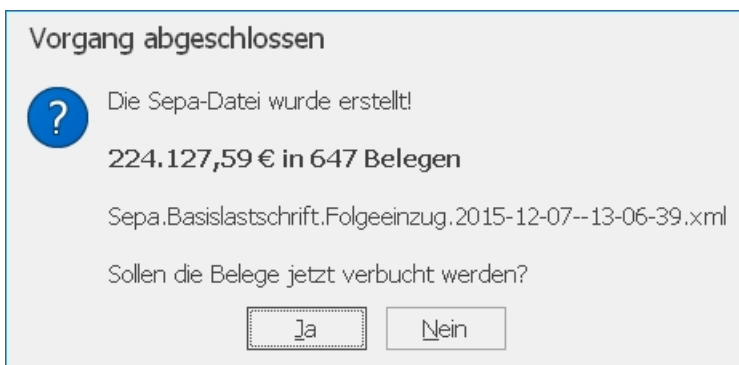 Vorgang abgeschlossen
Die Sepa-Datei wurde erstellt!
224.127,59 € in 647 Belegen
Sepa.Basislastschrift.Folgeeinzug.2015-12-07--13-06-39.xml
Sollen die Belege jetzt verbucht werden?
Ja Nein